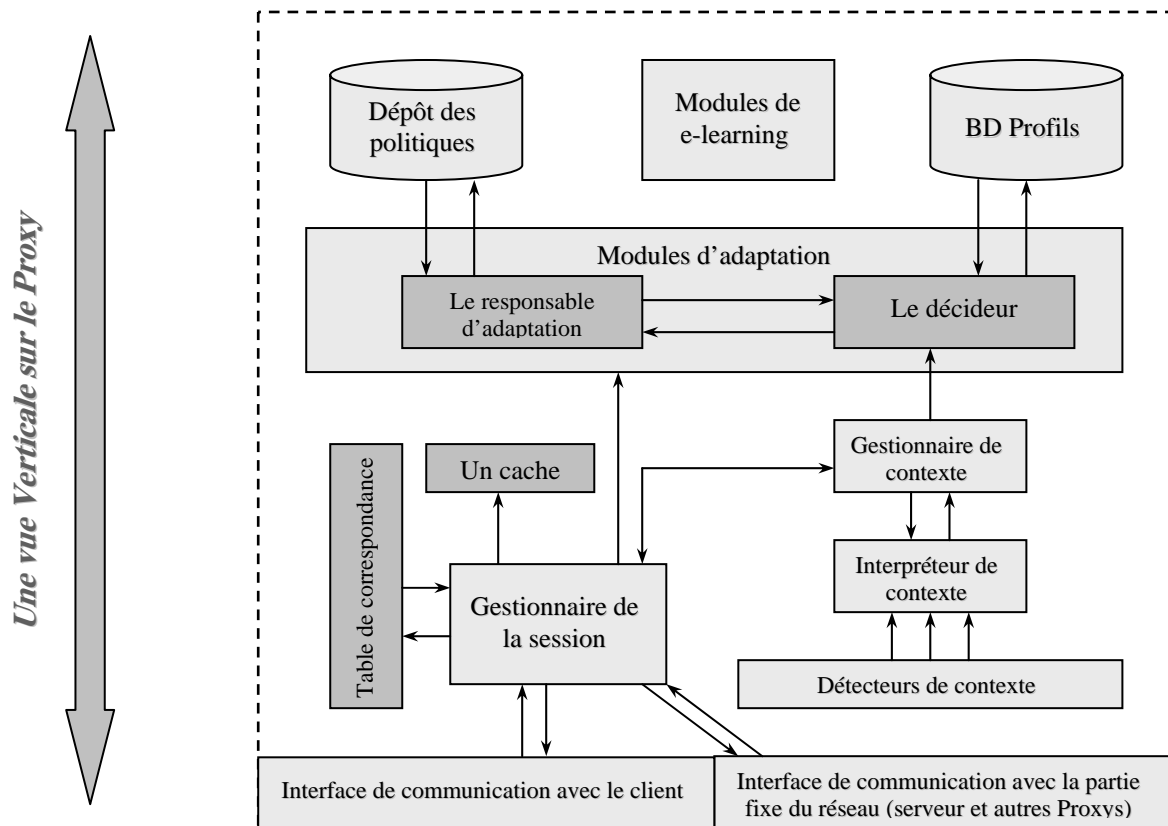 Une vue Verticale sur le Proxy
Dépôt des
politiques
Modules de
e-learning
BD Profils
Modules d’adaptation
Le responsable
d’adaptation
Le décideur
Table de correspondance
Un cache
Gestionnaire de
contexte
Interpréteur de
contexte
Gestionnaire de
la session
Détecteurs de contexte
Interface de communication avec le client
Interface de communication avec la partie
fixe du réseau (serveur et autres Proxys)